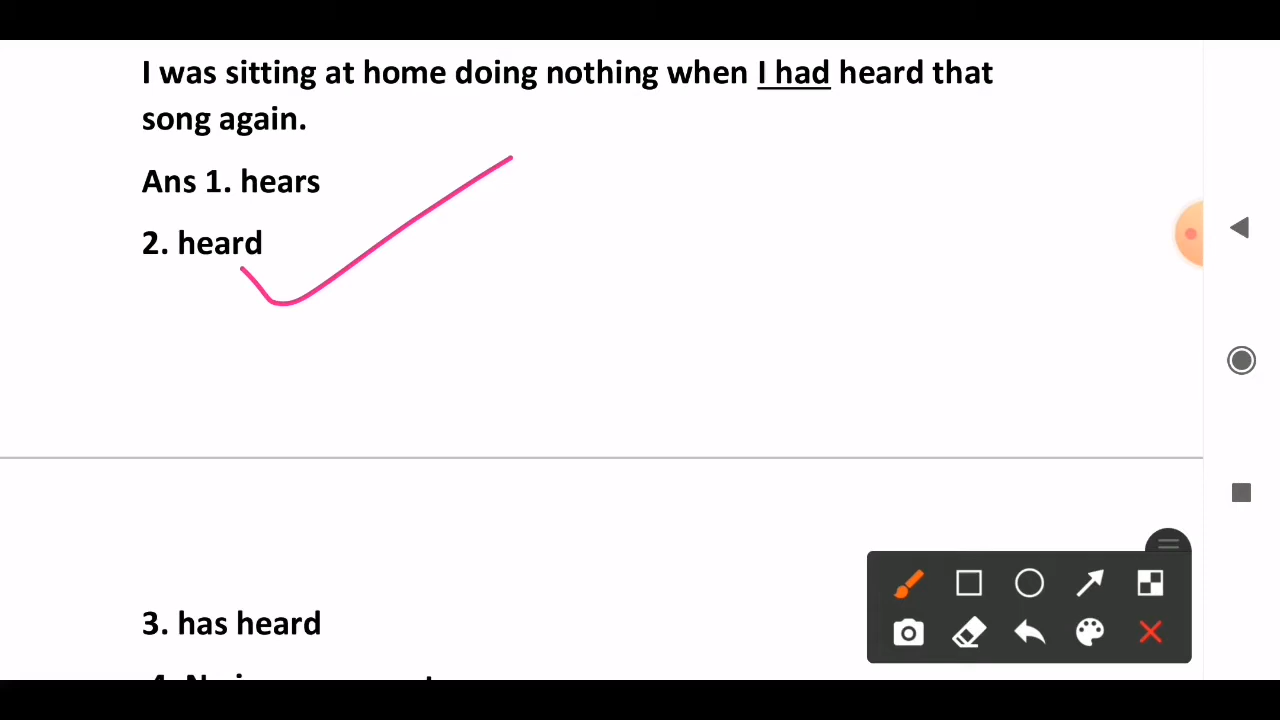 I was sitting at home doing nothing when I had heard that
song again.
Ans 1. hears
2. heard
3. has heard